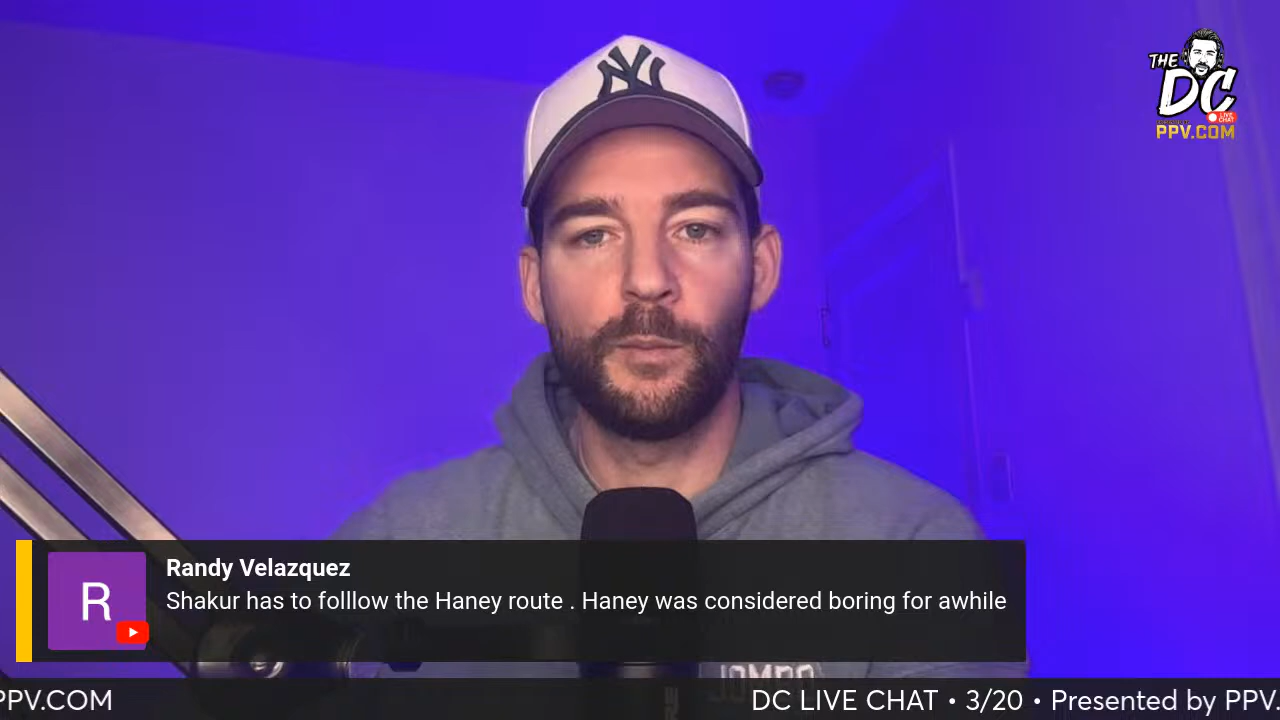 NY
THE
DC
LIVE
CHAT
PPV.COM
R
Randy Velazquez
Shakur has to folllow the Haney route . Haney was considered boring for awhile
PPV.COM
DC LIVE CHAT • 3/20 • Presented by PPV.